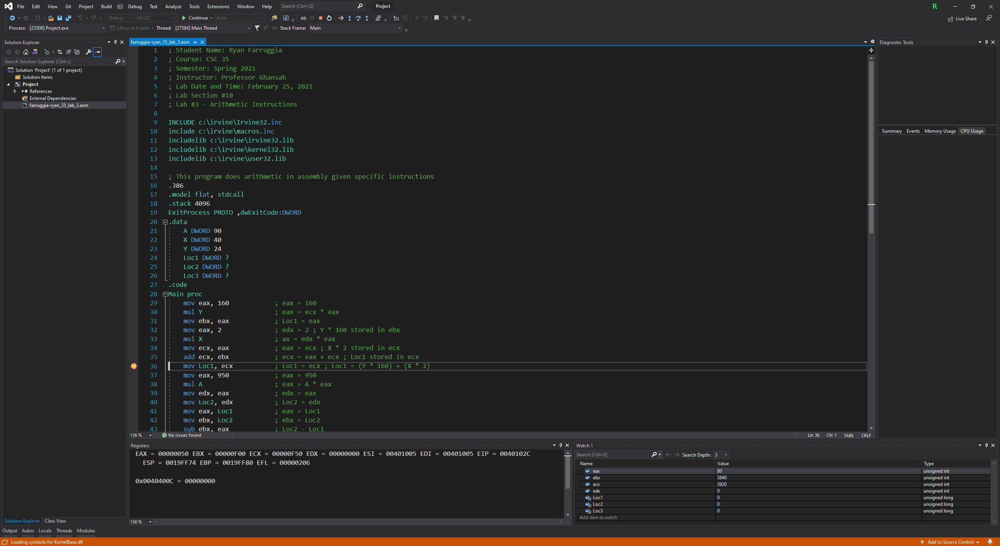 File Edit View Git Project Build Debug Test Analyze Tools Extensions Window Help Search (Ctrl+Q) Project R
Debug Win32 Continue Auto Live Share
Process: [23508] Project.exe Lifecycle Events Thread: [27584] Main Thread Stack Frame: Main
Solution Explorer
Search Solution Explorer (Ctrl+;)
Solution 'Project' (1 of 1 project)
Solution Items
Project
References
External Dependencies
farruggia-ryan_35_lab_3.asm
Solution Explorer Class View
farruggia-ryan_35_lab_3.asm
1 ; Student Name: Ryan Farruggia
2 ; Course: CSC 35
3 ; Semester: Spring 2021
4 ; Instructor: Professor Ghansah
5 ; Lab Date and Time: February 25, 2021
6 ; Lab Section #10
7 ; Lab #3 - Arithmetic Instructions
8
9 INCLUDE c:\irvine\Irvine32.inc
10 include c:\irvine\macros.inc
11 includelib c:\irvine\irvine32.lib
12 includelib c:\irvine\kernel32.lib
13 includelib c:\irvine\user32.lib
14
15 ; This program does arithmetic in assembly given specific instructions
16 .386
17 .model flat, stdcall
18 .stack 4096
19 ExitProcess PROTO ,dwExitCode:DWORD
20 .data
21 A DWORD 90
22 X DWORD 40
23 Y DWORD 24
24 Loc1 DWORD ?
25 Loc2 DWORD ?
26 Loc3 DWORD ?
27 .code
28 Main proc
29 mov eax, 160 ; eax = 160
30 mul Y ; eax = ecx * eax
31 mov ebx, eax ; Loc1 = eax
32 mov eax, 2 ; edx = 2 ; Y * 160 stored in ebx
33 mul X ; ax = edx * eax
34 mov ecx, eax ; eax = ecx ; X * 2 stored in ecx
35 add ecx, ebx ; ecx = eax + ecx ; Loc1 stored in ecx
36 mov Loc1, ecx ; Loc1 = ecx ; Loc1 = (Y * 160) + (X * 2)
37 mov eax, 950 ; eax = 950
38 mul A ; eax = A * eax
39 mov edx, eax ; edx = eax
40 mov Loc2, edx ; Loc2 = edx
41 mov eax, Loc1 ; eax = Loc1
42 mov ebx, Loc2 ; ebx = Loc2
43 sub ebx, eax ; Loc2 - Loc1
136 % No issues found Ln: 36 Ch: 1 TABS CRLF
Diagnostic Tools
Summary Events Memory Usage CPU Usage
Registers
EAX = 00000050 EBX = 00000F00 ECX = 00000F50 EDX = 00000000 ESI = 00401005 EDI = 00401005 EIP = 0040102C
ESP = 0019FF74 EBP = 0019FF80 EFL = 00000206
0x0040400C = 00000000
136 %
Watch 1
Search (Ctrl+E) Search Depth: 3
Name Value Type
eax 80 unsigned int
ebx 3840 unsigned int
ecx 3920 unsigned int
edx 0 unsigned int
Loc1 0 unsigned long
Loc2 0 unsigned long
Loc3 0 unsigned long
Add item to watch
Output Autos Locals Threads Modules
Loading symbols for KernelBase.dll Add to Source Control